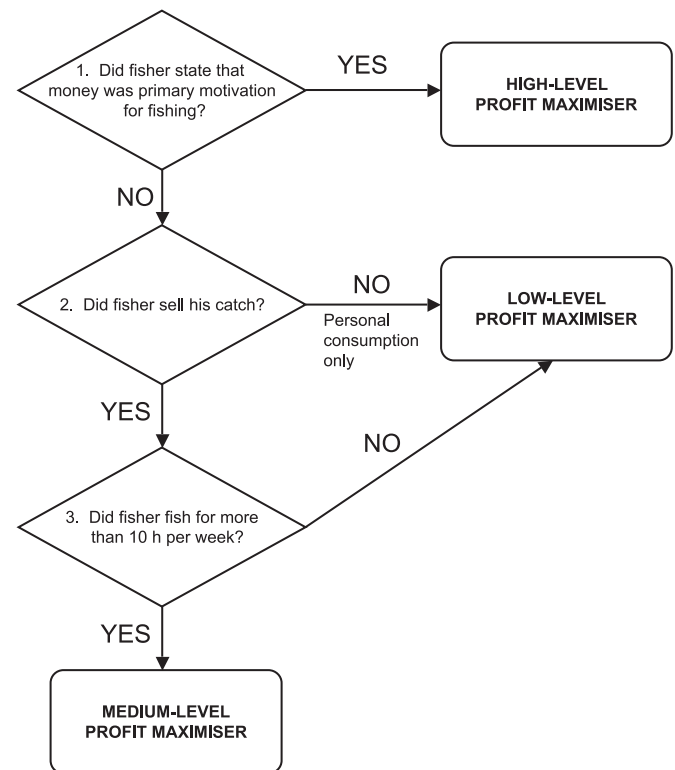 1. Did fisher state that
money was primary motivation
for fishing?
YES
HIGH-LEVEL
PROFIT MAXIMISER
NO
2. Did fisher sell his catch?
NO
Personal
consumption
only
LOW-LEVEL
PROFIT MAXIMISER
YES
NO
3. Did fisher fish for more
than 10 h per week?
YES
MEDIUM-LEVEL
PROFIT MAXIMISER